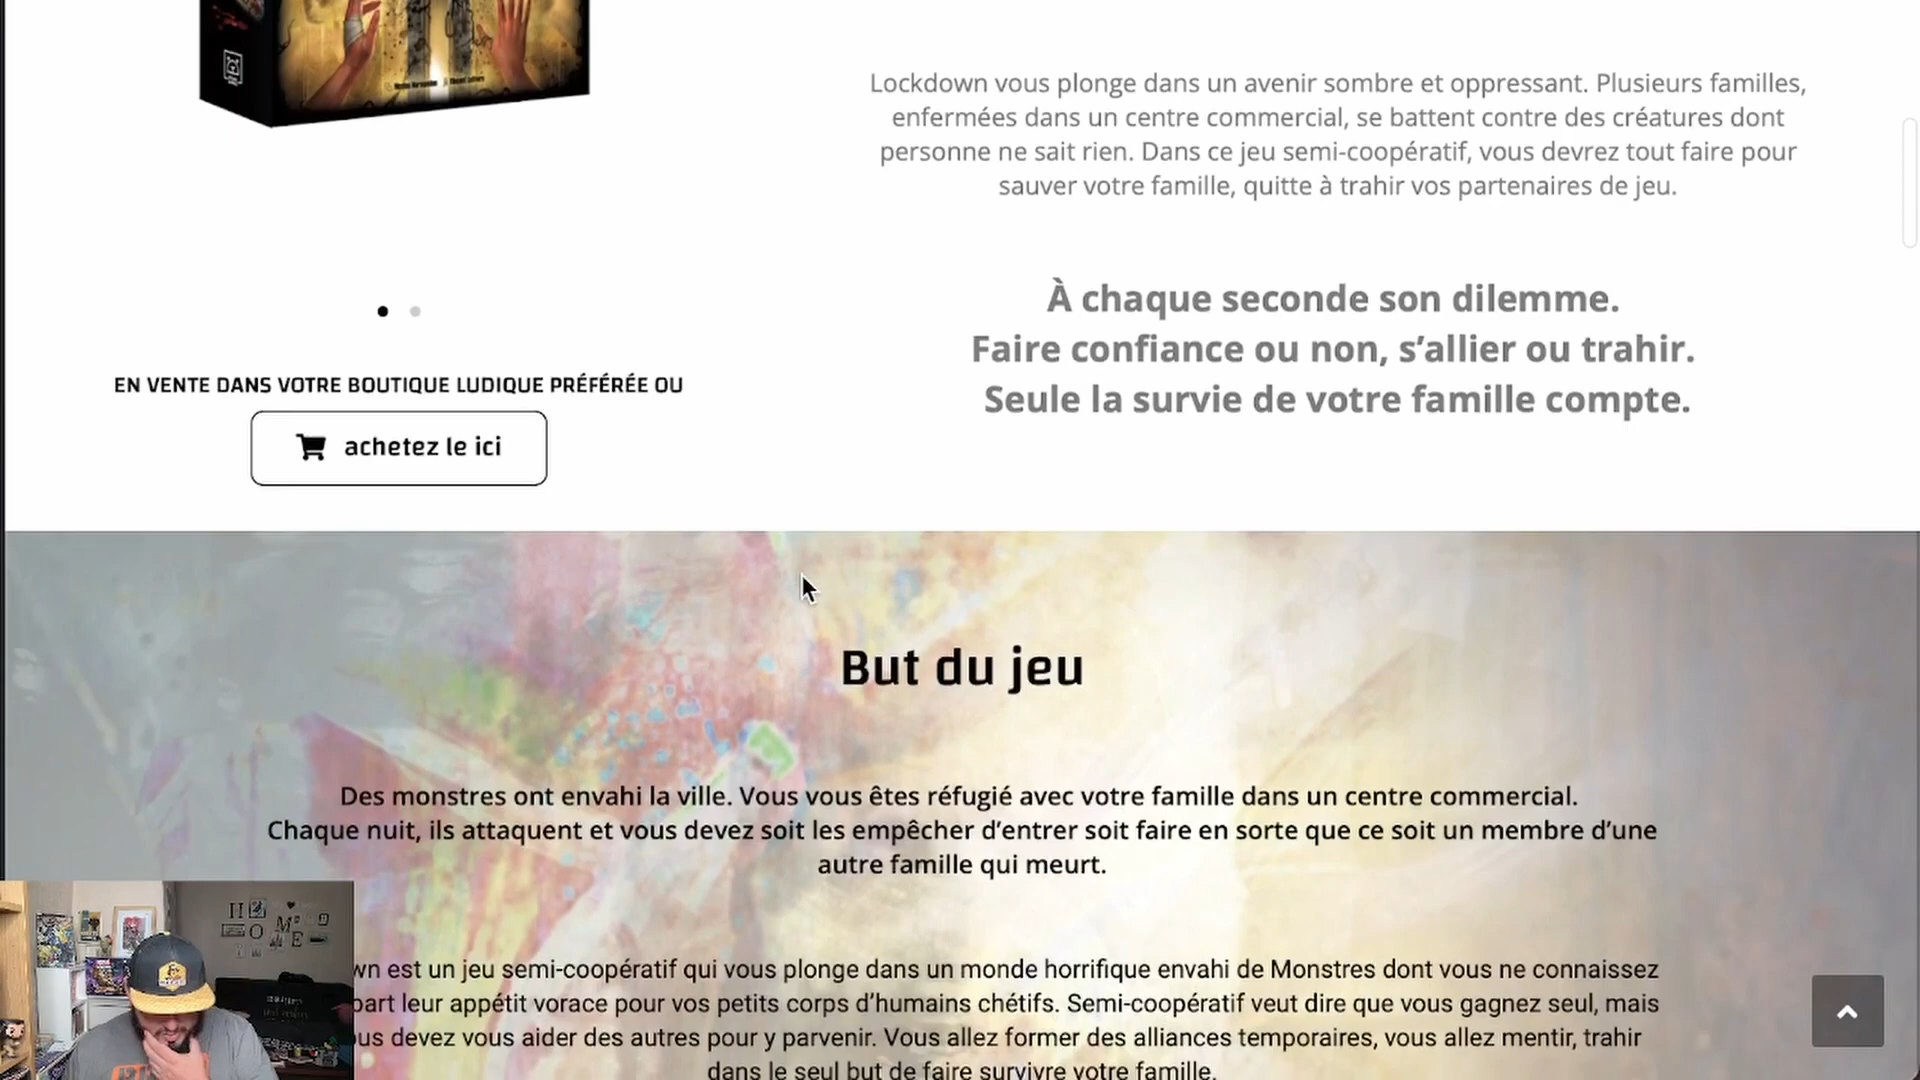 Lockdown vous plonge dans un avenir sombre et oppressant. Plusieurs familles,
enfermées dans un centre commercial, se battent contre des créatures dont
personne ne sait rien. Dans ce jeu semi-coopératif, vous devrez tout faire pour
sauver votre famille, quitte à trahir vos partenaires de jeu.
À chaque seconde son dilemme.
Faire confiance ou non, s’allier ou trahir.
Seule la survie de votre famille compte.
EN VENTE DANS VOTRE BOUTIQUE LUDIQUE PRÉFÉRÉE OU
achetez le ici
But du jeu
Des monstres ont envahi la ville. Vous vous êtes réfugié avec votre famille dans un centre commercial.
Chaque nuit, ils attaquent et vous devez soit les empêcher d’entrer soit faire en sorte que ce soit un membre d’une
autre famille qui meurt.
wn est un jeu semi-coopératif qui vous plonge dans un monde horrifique envahi de Monstres dont vous ne connaissez
part leur appétit vorace pour vos petits corps d’humains chétifs. Semi-coopératif veut dire que vous gagnez seul, mais
us devez vous aider des autres pour y parvenir. Vous allez former des alliances temporaires, vous allez mentir, trahir
dans le seul but de faire survivre votre famille.
HOME